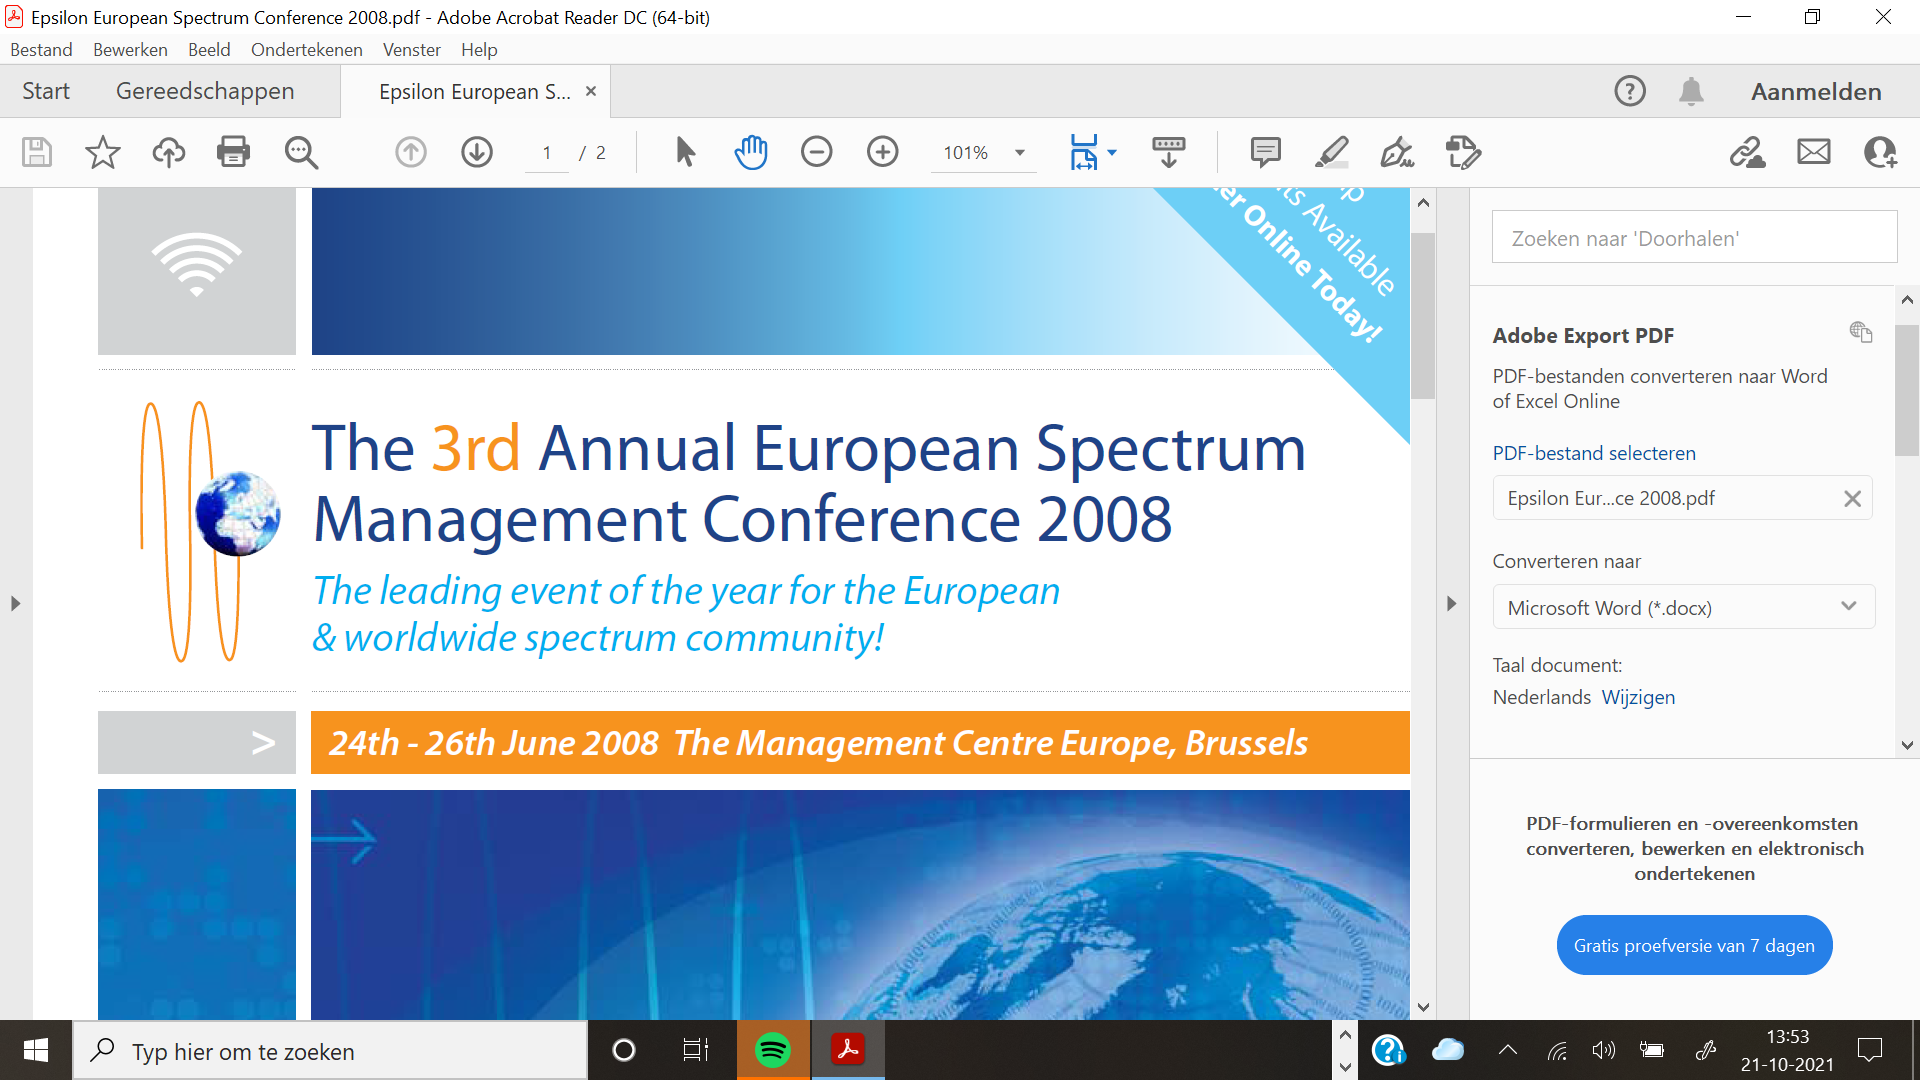 Epsilon European Spectrum Conference 2008.pdf - Adobe Acrobat Reader DC (64-bit)
Bestand Bewerken Beeld Ondertekenen Venster Help
Start Gereedschappen Epsilon European S... × Aanmelden
1 / 2 101%
Available
Online Today!
The 3rd Annual European Spectrum
Management Conference 2008
The leading event of the year for the European
& worldwide spectrum community!
> 24th - 26th June 2008 The Management Centre Europe, Brussels
Zoeken naar 'Doorhalen'
Adobe Export PDF
PDF-bestanden converteren naar Word
of Excel Online
PDF-bestand selecteren
Epsilon Eur...ce 2008.pdf
Converteren naar
Microsoft Word (*.docx)
Taal document:
Nederlands Wijzigen
PDF-formulieren en -overeenkomsten
converteren, bewerken en elektronisch
ondertekenen
Gratis proefversie van 7 dagen
Typ hier om te zoeken
13:53
21-10-2021